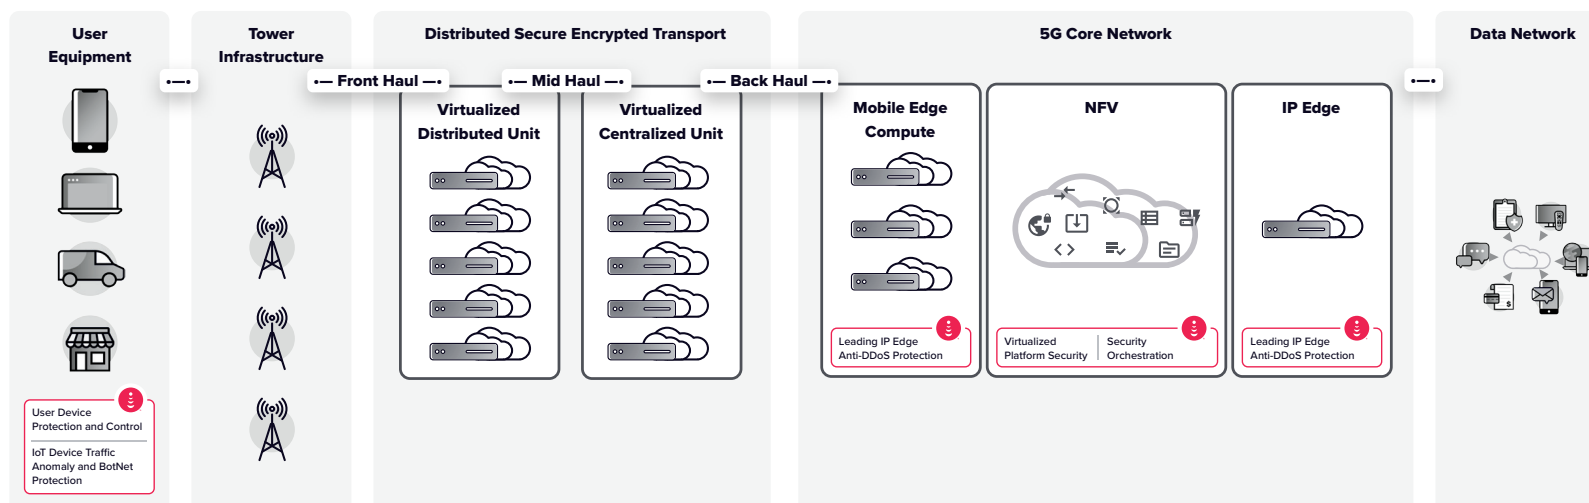 User
Equipment
Tower
Infrastructure
Distributed Secure Encrypted Transport
5G Core Network
Data Network
Front Haul
Mid Haul
Back Haul
Virtualized
Distributed Unit
Virtualized
Centralized Unit
Mobile Edge
Compute
NFV
IP Edge
Leading IP Edge
Anti-DDoS Protection
Virtualized
Platform Security
Security
Orchestration
Leading IP Edge
Anti-DDoS Protection
User Device
Protection and Control
IoT Device Traffic
Anomaly and BotNet
Protection